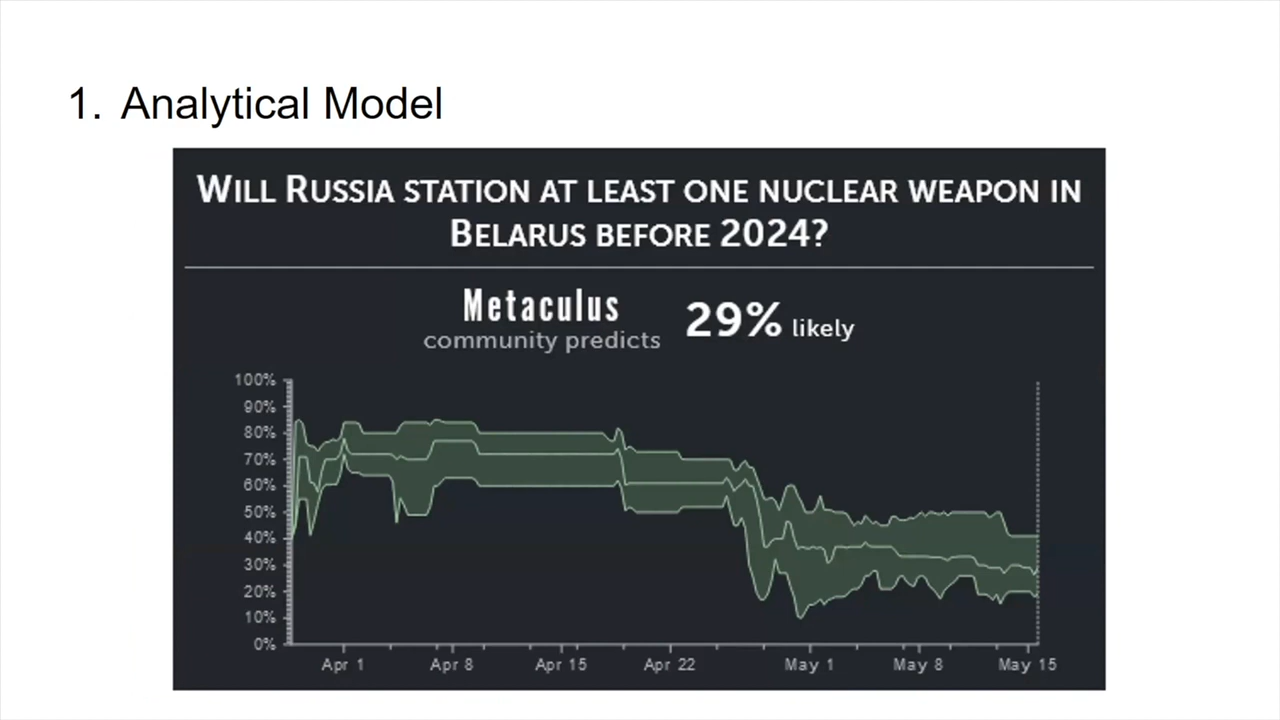 1. Analytical Model
WILL RUSSIA STATION AT LEAST ONE NUCLEAR WEAPON IN
BELARUS BEFORE 2024?
Metaculus
community predicts
29% likely
100%
90%
80%
70%
60%
50%
40%
30%
20%
10%
0%
Apr 1 Apr 8 Apr 15 Apr 22 May 1 May 8 May 15